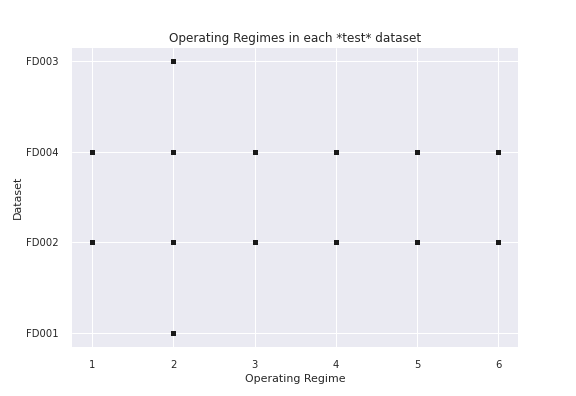 Operating Regimes in each *test* dataset
FD003
FD004
Dataset
FD002
FD001
1 2 3 4 5 6
Operating Regime